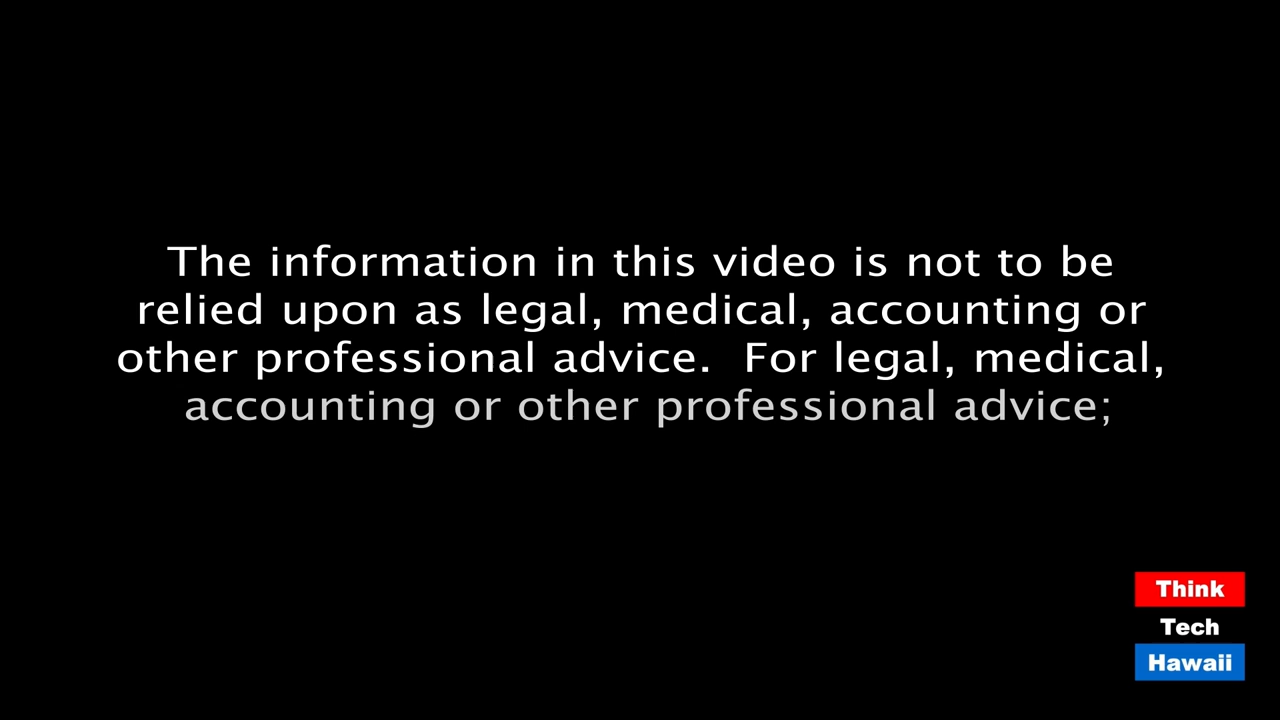 The information in this video is not to be
relied upon as legal, medical, accounting or
other professional advice.  For legal, medical,
accounting or other professional advice;
Think
Tech
Hawaii